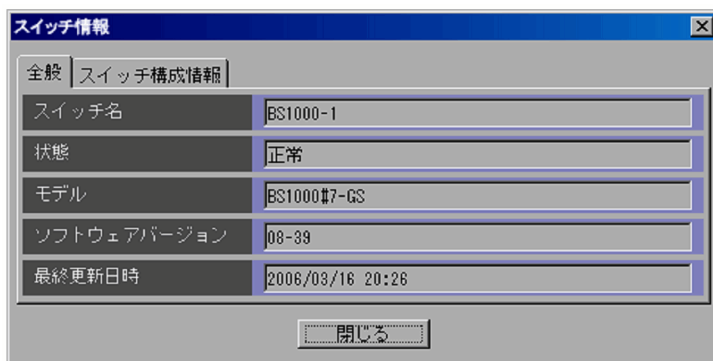 スイッチ情報
全般 スイッチ構成情報
スイッチ名 BS1000-1
状態 正常
モデル BS1000#7-GS
ソフトウェアバージョン 08-39
最終更新日時 2006/03/16 20:26
閉じる